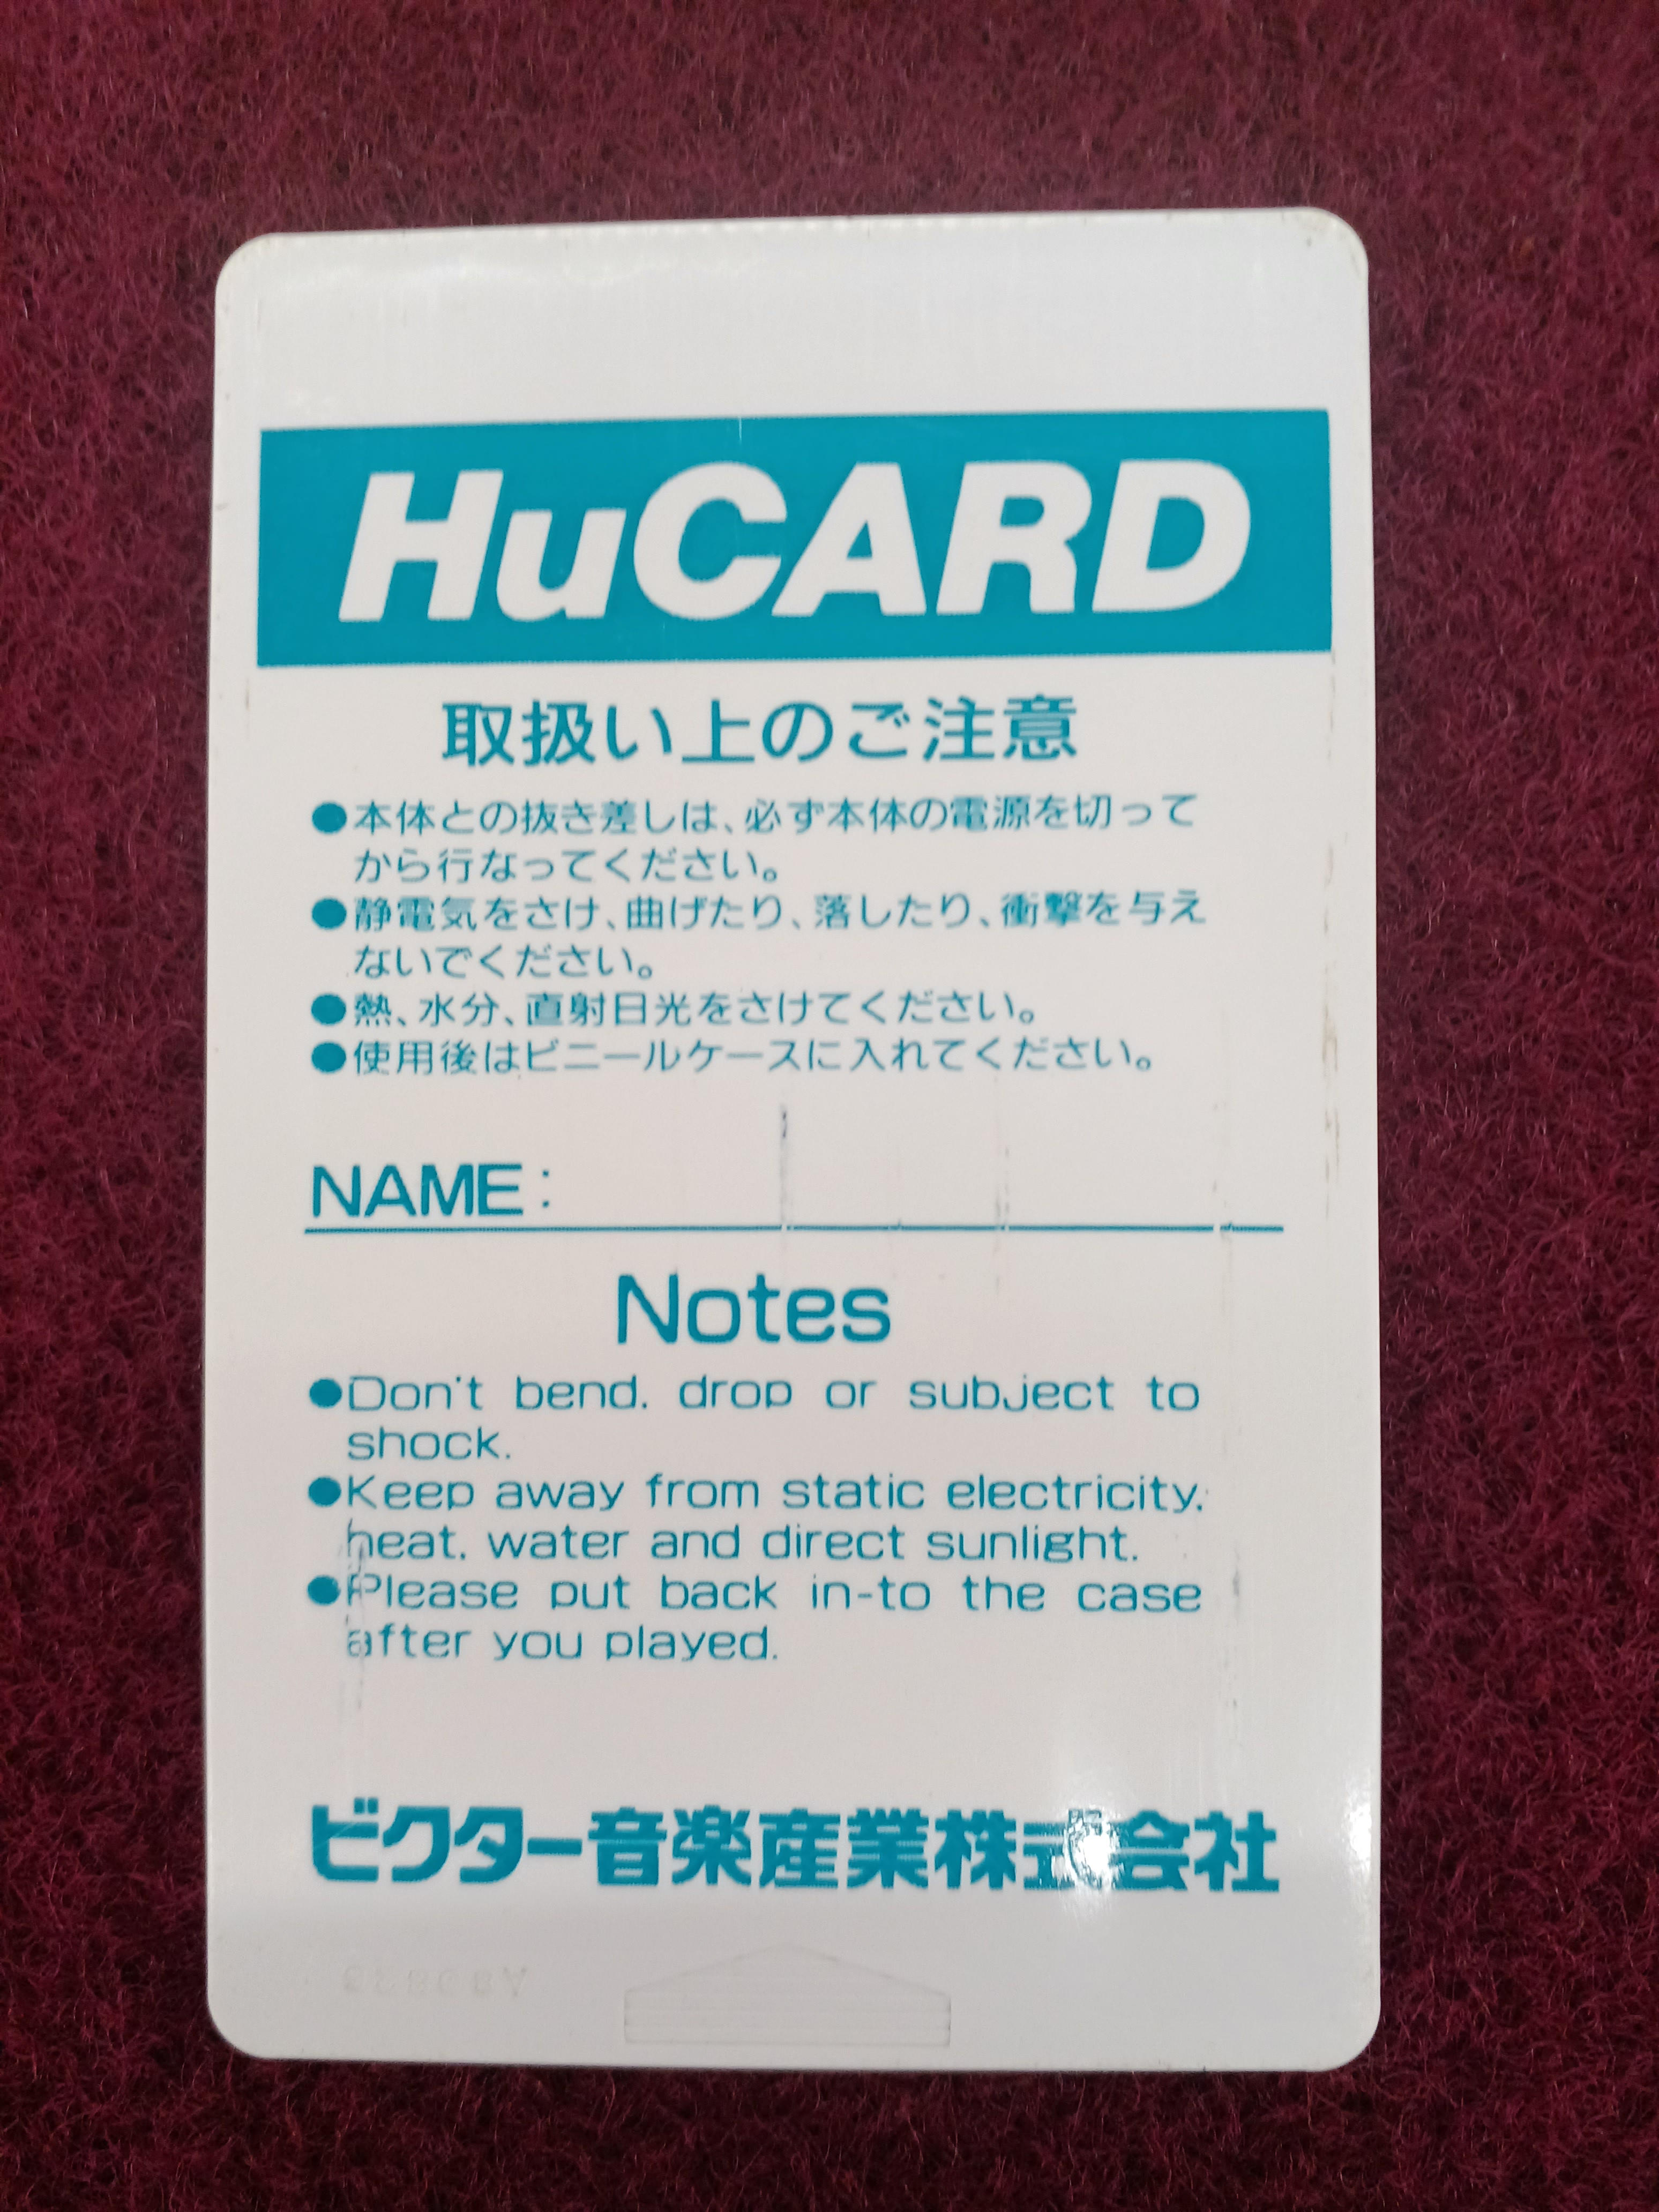 HuCARD
取扱い上のご注意
●本体との抜き差しは、必ず本体の電源を切って
から行なってください。
●静電気をさけ、曲げたり、落したり、衝撃を与え
ないでください。
●熱、水分、直射日光をさけてください。
●使用後はビニールケースに入れてください。
NAME:
Notes
●Don't bend, drop or subject to
shock.
●Keep away from static electricity,
heat, water and direct sunlight.
●Please put back in-to the case
after you played.
ビクター音楽産業株式会社